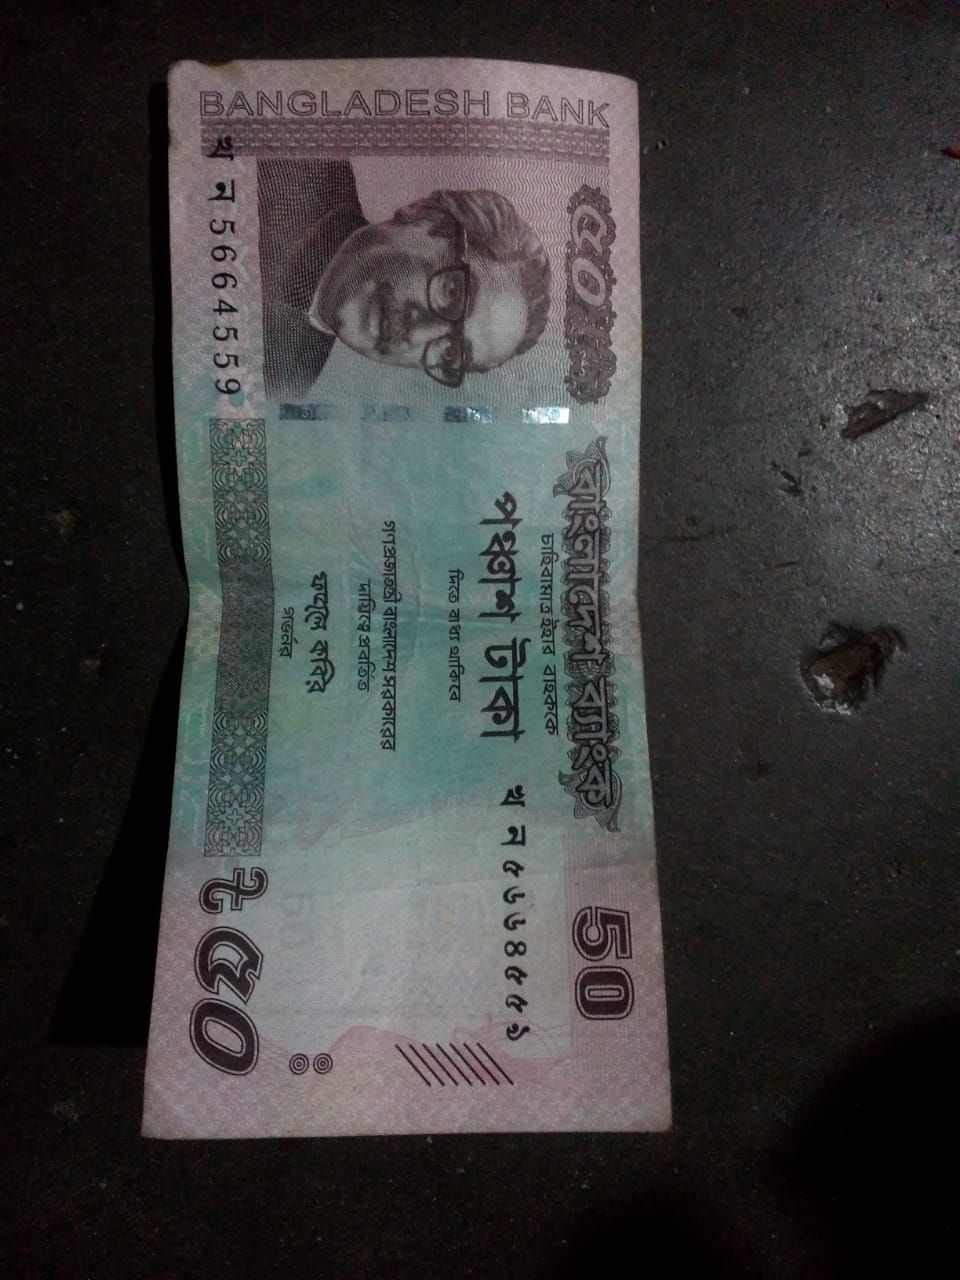 BANGLADESH BANK
৫০
খ ন 5664559
বাংলাদেশ ব্যাংক
চাহিবামাত্র ইহার বাহককে
পঞ্চাশ টাকা
দিতে বাধ্য থাকিবে
গণপ্রজাতন্ত্রী বাংলাদেশ সরকারের
দায়িত্বে প্রবর্তিত
ফজলে কবির
গভর্নর
50
খ ন ৫৬৬৪৫৫৯
৳ ৫০